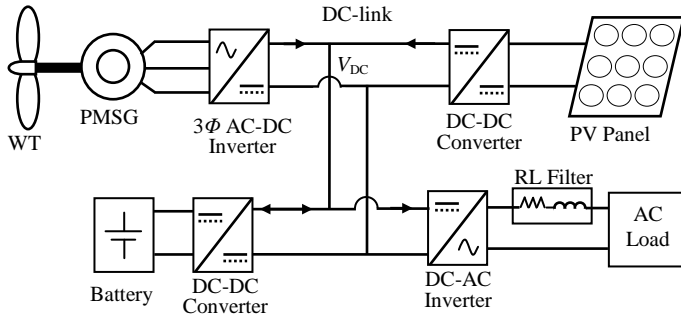 DC-link
V_DC
WT
PMSG
3Φ AC-DC
Inverter
DC-DC
Converter
PV Panel
RL Filter
AC
Load
Battery
DC-DC
Converter
DC-AC
Inverter